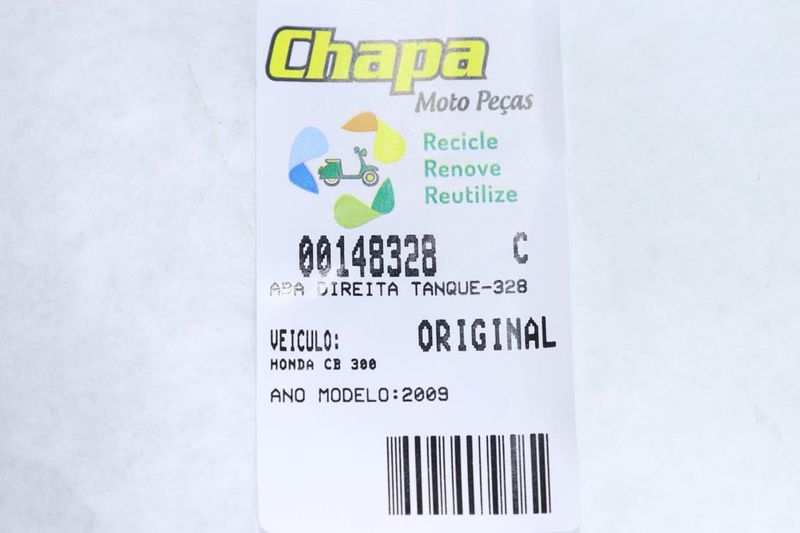 Chapa
Moto Peças
Recicle
Renove
Reutilize
00148328 C
ABA DIREITA TANQUE-328
VEICULO: ORIGINAL
HONDA CB 300
ANO MODELO:2009